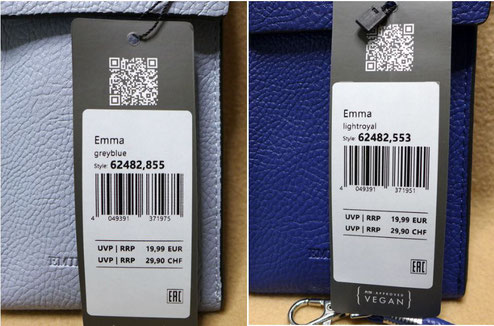 Emma
greyblue
Style: 62482,855
4 049391 371975
UVP | RRP 19,99 EUR
UVP | RRP 29,90 CHF
EAC
EMI
Emma
lightroyal
Style: 62482,553
4 049391 371951
UVP | RRP 19,99 EUR
UVP | RRP 29,90 CHF
APPROVED
VEGAN
EAC